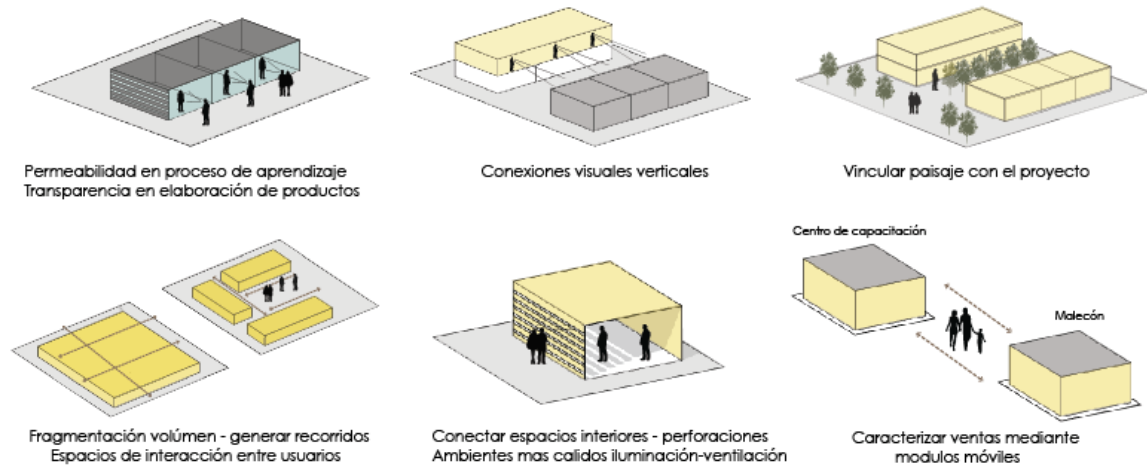 Permeabilidad en proceso de aprendizaje
Transparencia en elaboración de productos
Conexiones visuales verticales
Vincular paisaje con el proyecto
Centro de capacitación
Malecón
Fragmentación volúmen - generar recorridos
Espacios de interacción entre usuarios
Conectar espacios interiores - perforaciones
Ambientes mas calidos iluminación-ventilación
Caracterizar ventas mediante
modulos móviles